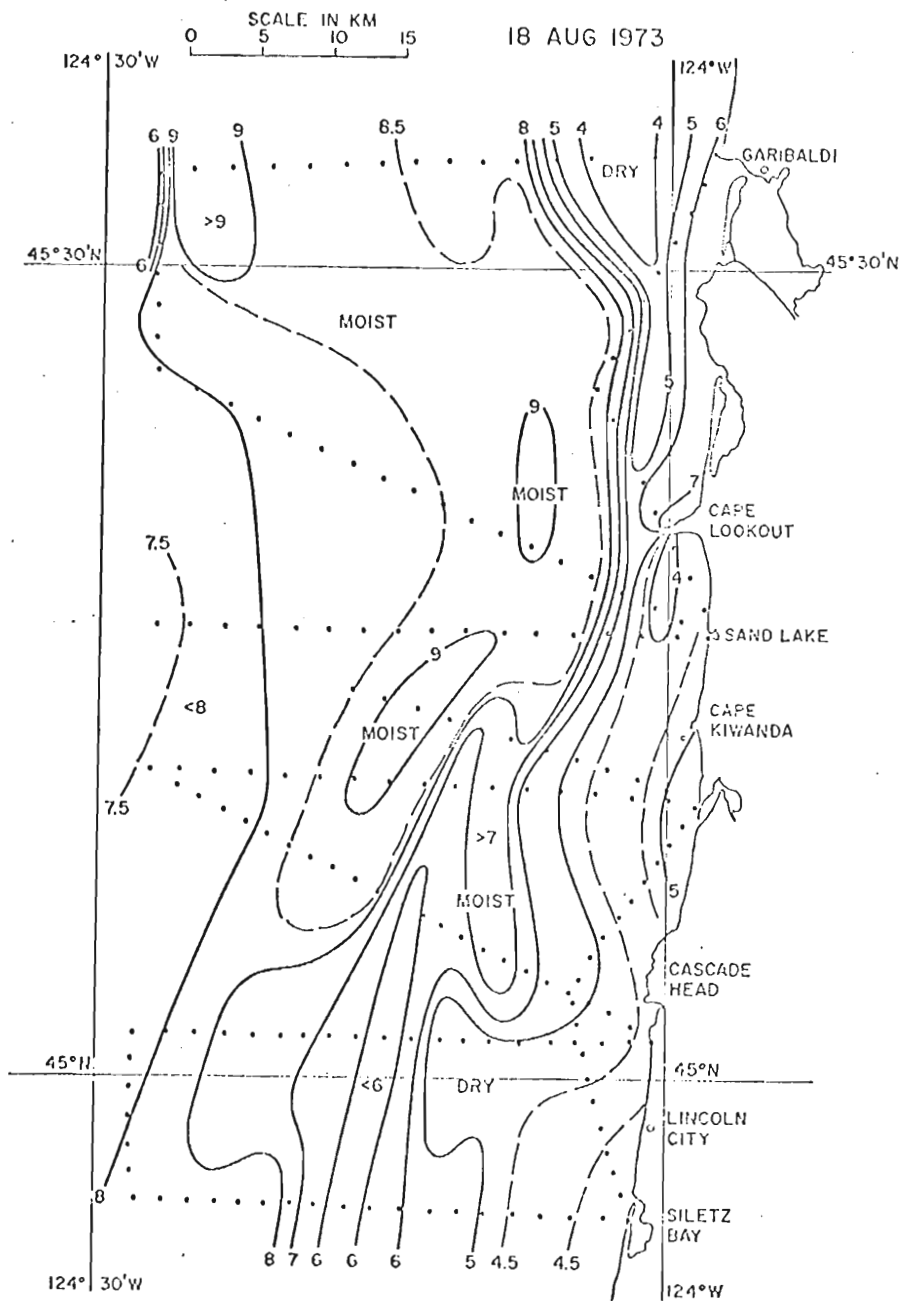 SCALE IN KM
0 5 10 15
18 AUG 1973
124° 30'W
124°W
6 9 9 8.5 8 5 4 4 5 6
GARIBALDI
DRY
>9
45°30'N
6
45°30'N
MOIST
5
9
MOIST
7
CAPE
LOOKOUT
7.5
4
SAND LAKE
9
<8
MOIST
CAPE
KIWANDA
7.5
>7
MOIST
5
CASCADE
HEAD
45°N
<6
DRY
45°N
LINCOLN
CITY
8
SILETZ
BAY
8 7 6 6 6 5 4.5 4.5
124° 30'W
124°W